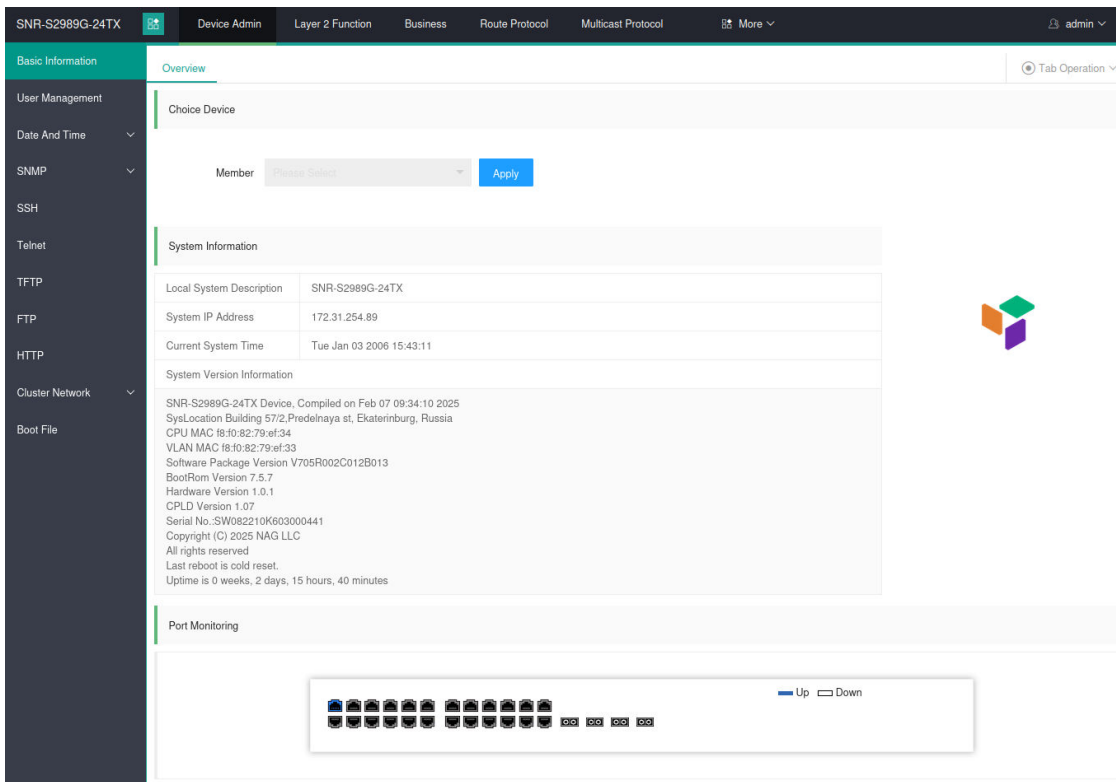 SNR-S2989G-24TX
Device Admin
Layer 2 Function
Business
Route Protocol
Multicast Protocol
More
admin
Basic Information
User Management
Date And Time
SNMP
SSH
Telnet
TFTP
FTP
HTTP
Cluster Network
Boot File
Overview
Tab Operation
Choice Device
Member
Please Select
Apply
System Information
Local System Description SNR-S2989G-24TX
System IP Address 172.31.254.89
Current System Time Tue Jan 03 2006 15:43:11
System Version Information
SNR-S2989G-24TX Device, Compiled on Feb 07 09:34:10 2025
SysLocation Building 57/2,Predelnaya st, Ekaterinburg, Russia
CPU MAC f8:f0:82:79:ef:34
VLAN MAC f8:f0:82:79:ef:33
Software Package Version V705R002C012B013
BootRom Version 7.5.7
Hardware Version 1.0.1
CPLD Version 1.07
Serial No.:SW082210K603000441
Copyright (C) 2025 NAG LLC
All rights reserved
Last reboot is cold reset.
Uptime is 0 weeks, 2 days, 15 hours, 40 minutes
Port Monitoring
Up Down